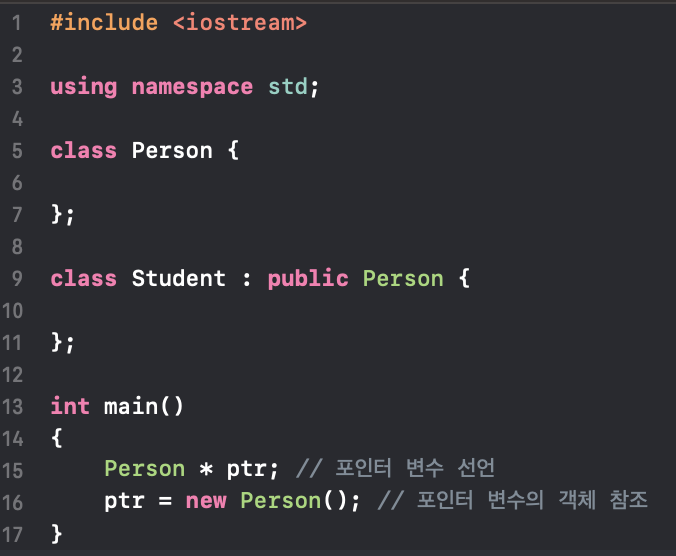 1 #include <iostream>
2
3 using namespace std;
4
5 class Person {
6
7 };
8
9 class Student : public Person {
10
11 };
12
13 int main()
14 {
15     Person * ptr; // 포인터 변수 선언
16     ptr = new Person(); // 포인터 변수의 객체 참조
17 }